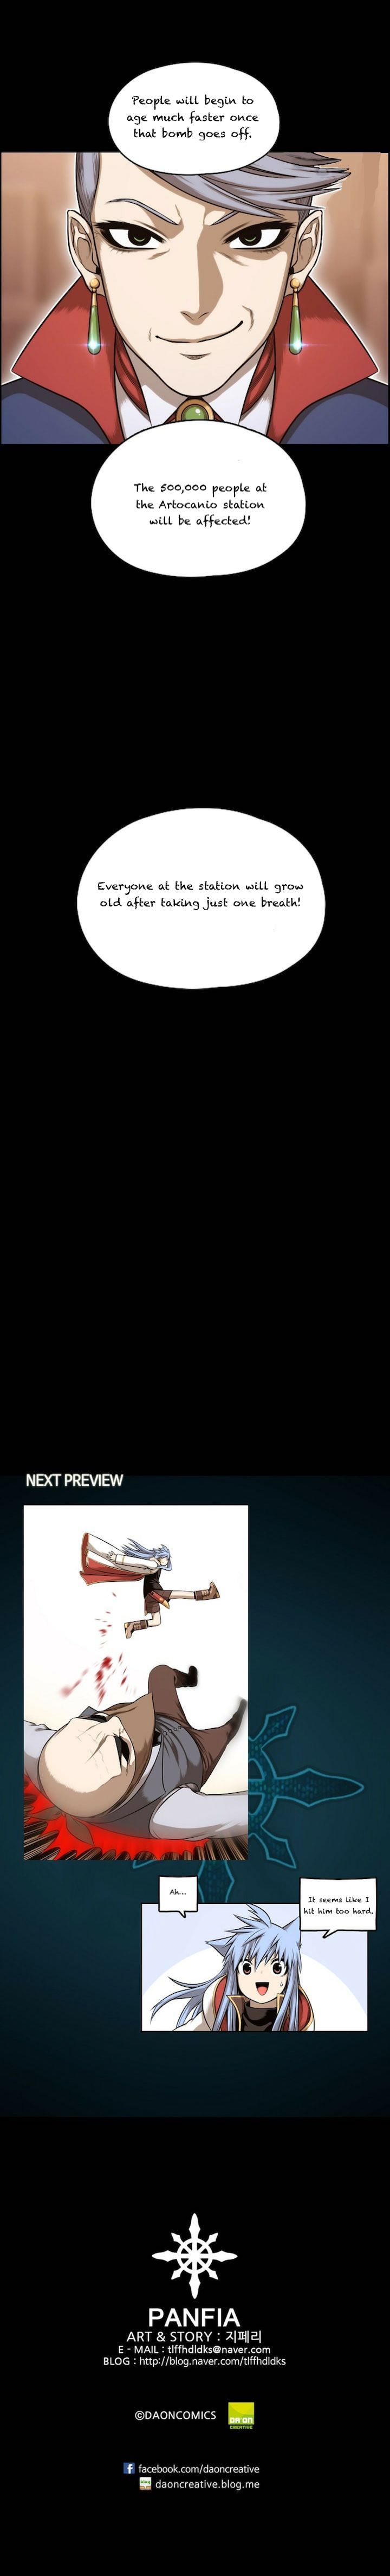 People will begin to
age much faster once
that bomb goes off.
The 500,000 people at
the Artocanio station
will be affected!
Everyone at the station will grow
old after taking just one breath!
NEXT PREVIEW
Ah...
It seems like I
hit him too hard.
PANFIA
ART & STORY : 지페리
E - MAIL : tlffhdldks@naver.com
BLOG : http://blog.naver.com/tlffhdldks
©DAONCOMICS
DAON
CREATIVE
facebook.com/daoncreative
blog
daoncreative.blog.me